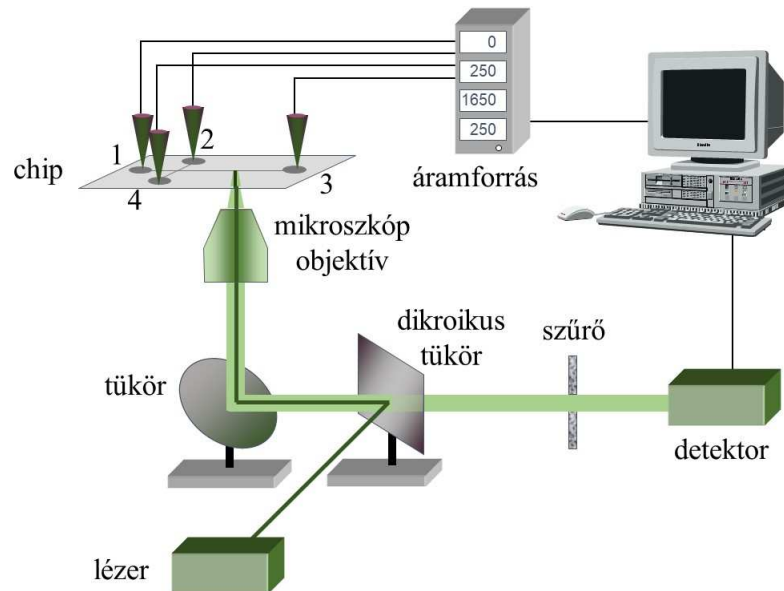 0
250
1650
250
1
2
3
4
chip
áramforrás
mikroszkóp
objektív
dikroikus
tükör
szűrő
tükör
detektor
lézer